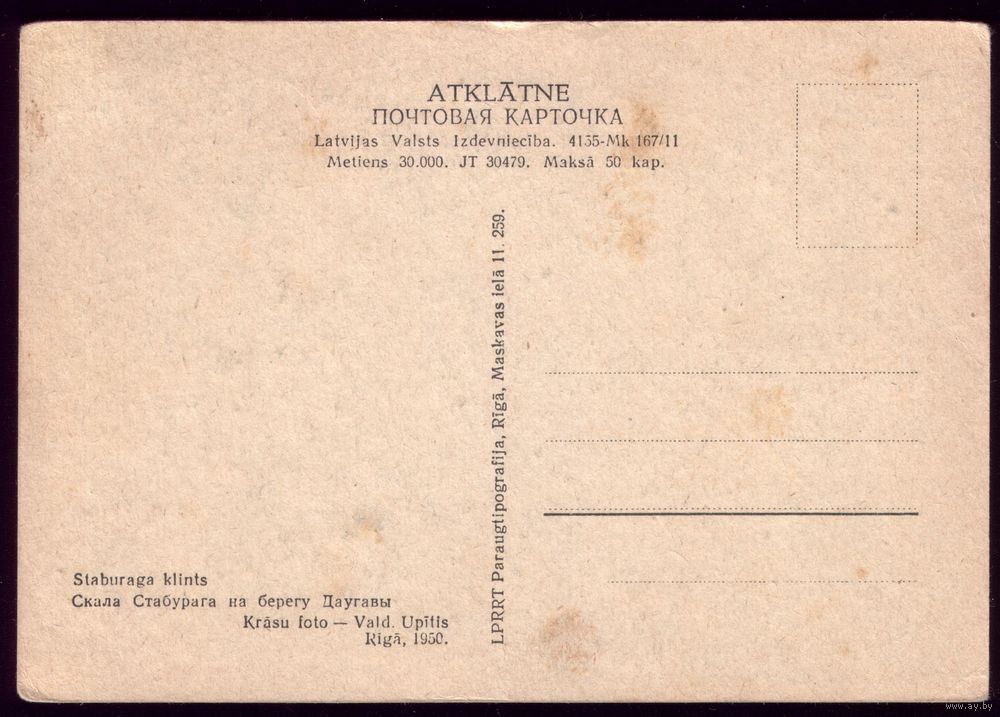 ATKLĀTNE
ПОЧТОВАЯ КАРТОЧКА
Latvijas Valsts Izdevniecība. 4155-Mk 167/11
Metiens 30.000. JT 30479. Maksā 50 kap.
LPRRT Paraugtipografija, Rīgā, Maskavas ielā 11. 259.
Staburaga klints
Скала Стабурага на берегу Даугавы
Krāsu foto — Vald. Upītis
Rīgā, 1950.
www.ay.by